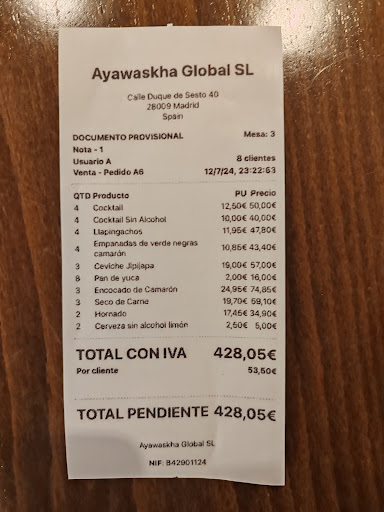 Ayawaskha Global SL
Calle Duque de Sesto 40
28009 Madrid
Spain
DOCUMENTO PROVISIONAL Mesa: 3
Nota - 1
Usuario A 8 clientes
Venta - Pedido A6 12/7/24, 23:22:53
QTD Producto PU Precio
4 Cocktail 12,50€ 50,00€
4 Cocktail Sin Alcohol 10,00€ 40,00€
4 Llapingachos 11,95€ 47,80€
4 Empanadas de verde negras camarón 10,85€ 43,40€
3 Ceviche Jipijapa 19,00€ 57,00€
8 Pan de yuca 2,00€ 16,00€
3 Encocado de Camarón 24,95€ 74,85€
3 Seco de Carne 19,70€ 59,10€
2 Hornado 17,45€ 34,90€
2 Cerveza sin alcohol limón 2,50€ 5,00€
TOTAL CON IVA 428,05€
Por cliente 53,50€
TOTAL PENDIENTE 428,05€
Ayawaskha Global SL
NIF: B42901124